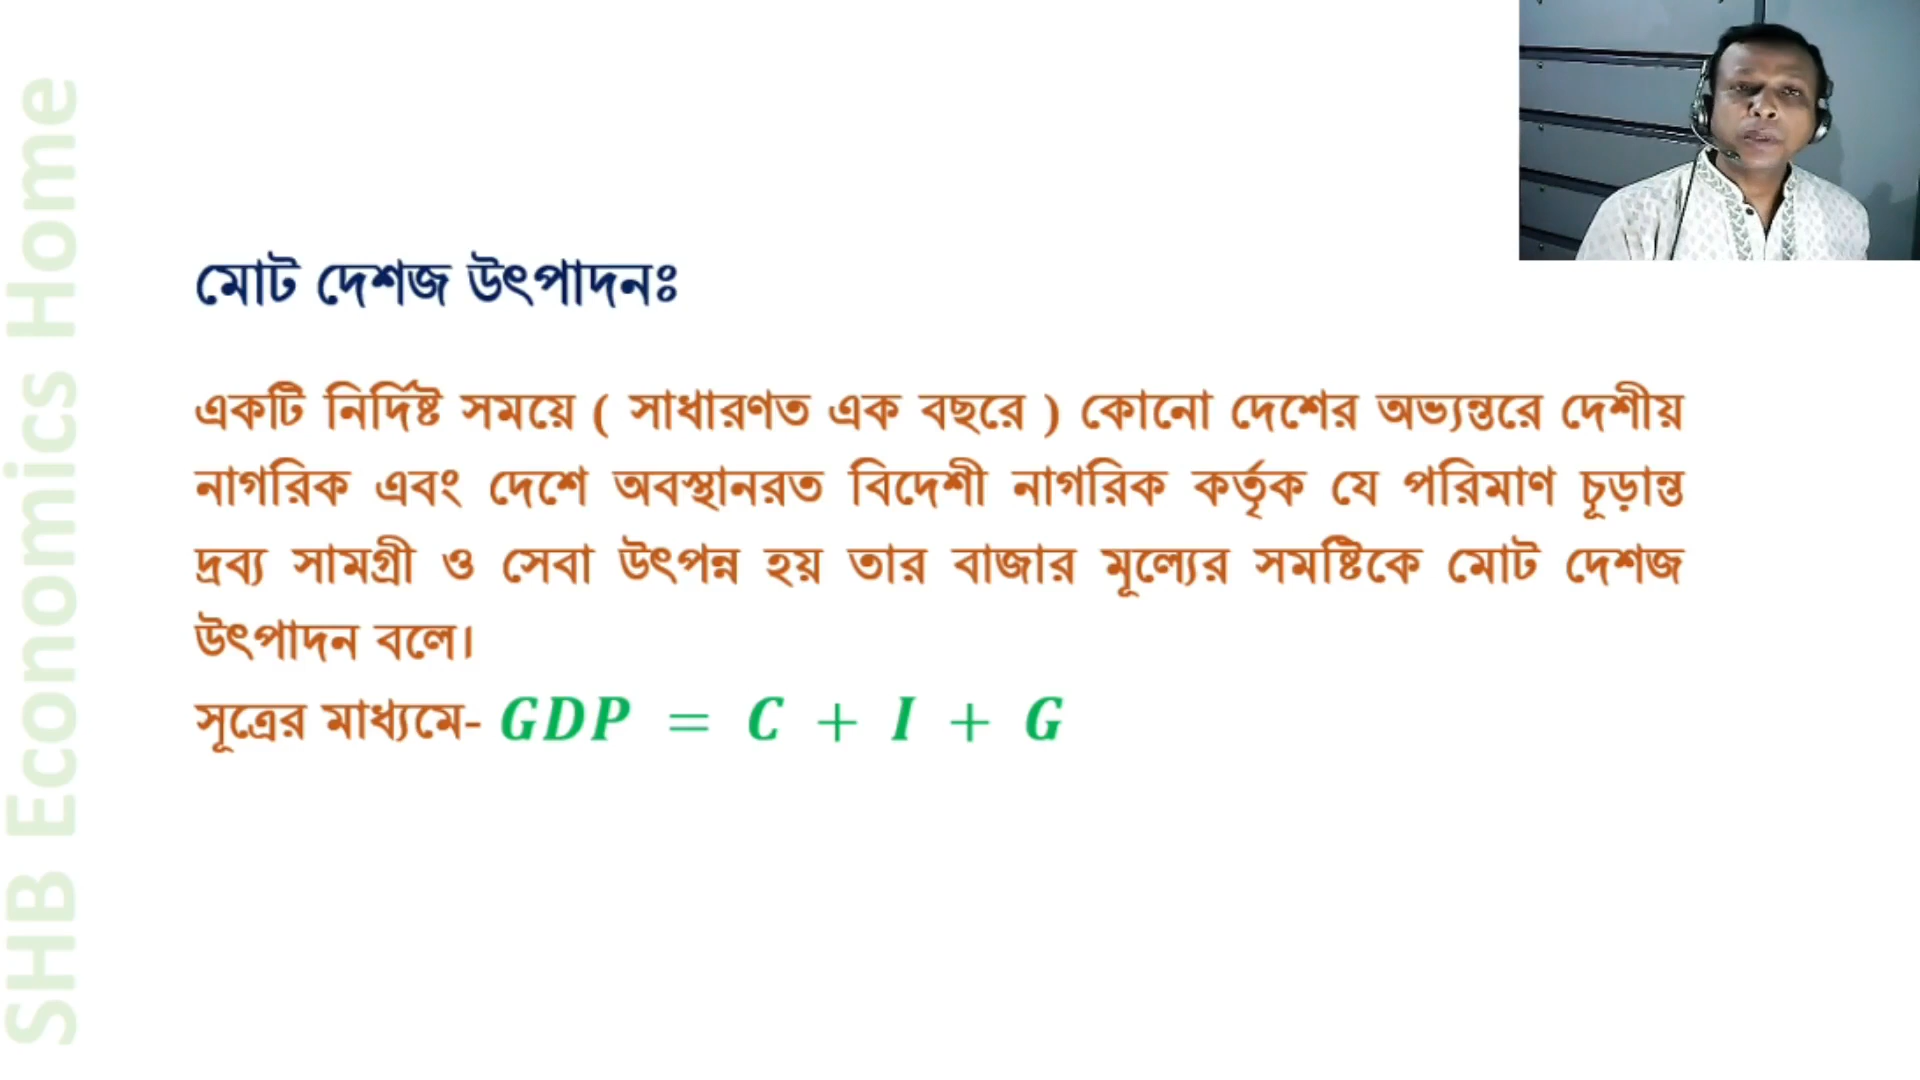 SHB Economics Home
মোট দেশজ উৎপাদনঃ
একটি নির্দিষ্ট সময়ে ( সাধারণত এক বছরে ) কোনো দেশের অভ্যন্তরে দেশীয়
নাগরিক এবং দেশে অবস্থানরত বিদেশী নাগরিক কর্তৃক যে পরিমাণ চূড়ান্ত
দ্রব্য সামগ্রী ও সেবা উৎপন্ন হয় তার বাজার মূল্যের সমষ্টিকে মোট দেশজ
উৎপাদন বলে।
সূত্রের মাধ্যমে- GDP = C + I + G